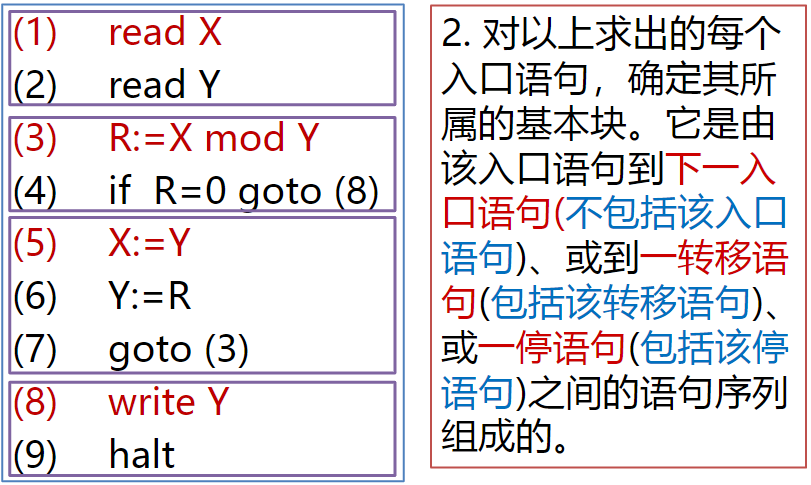 (1) read X
(2) read Y
(3) R:=X mod Y
(4) if R=0 goto (8)
(5) X:=Y
(6) Y:=R
(7) goto (3)
(8) write Y
(9) halt
2. 对以上求出的每个
入口语句，确定其所
属的基本块。它是由
该入口语句到下一入
口语句(不包括该入口
语句)、或到一转移语
句(包括该转移语句)、
或一停语句(包括该停
语句)之间的语句序列
组成的。